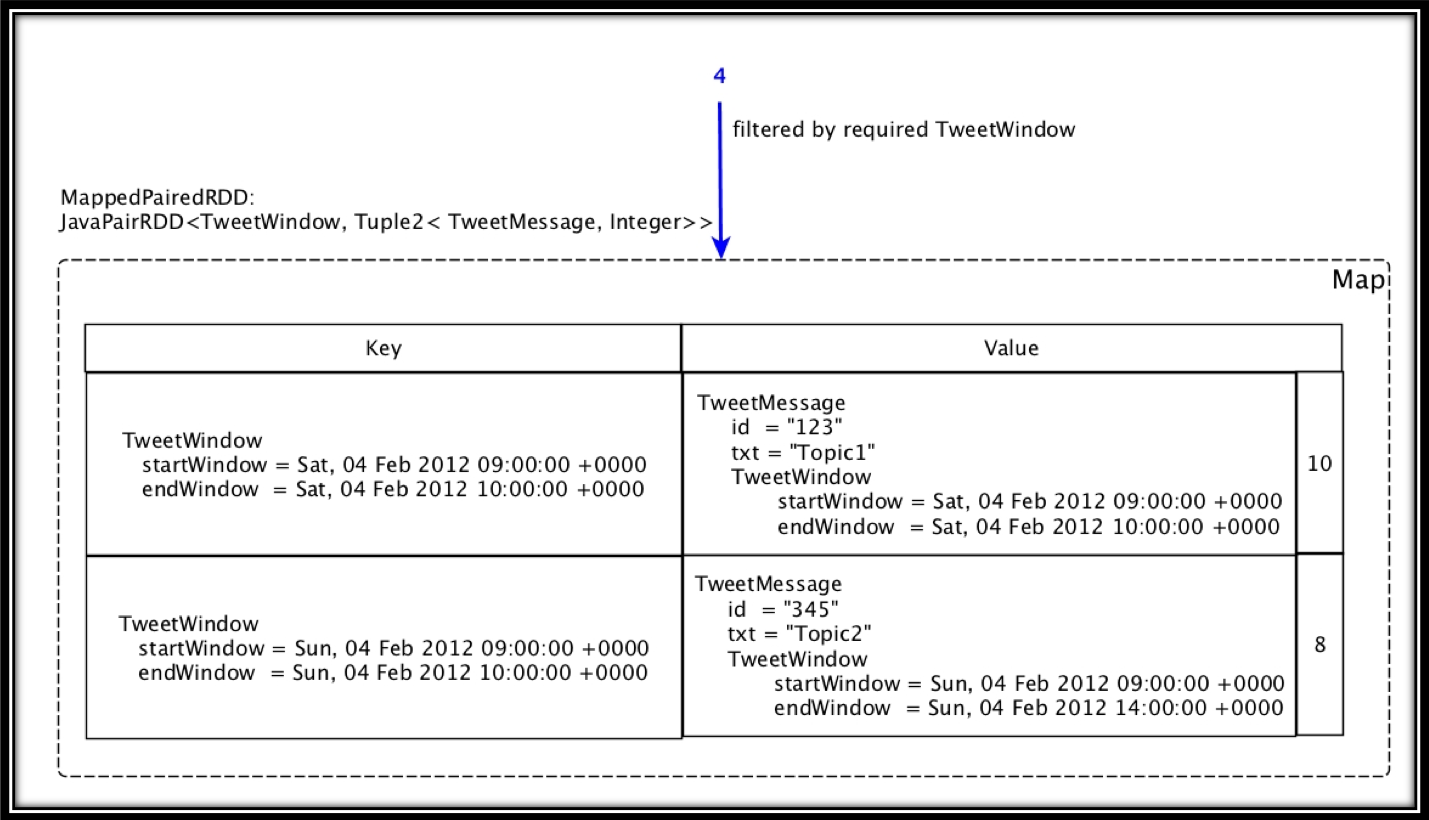 4
filtered by required TweetWindow
MappedPairedRDD:
JavaPairRDD<TweetWindow, Tuple2< TweetMessage, Integer>>
Map
Key
Value
TweetWindow
startWindow = Sat, 04 Feb 2012 09:00:00 +0000
endWindow = Sat, 04 Feb 2012 10:00:00 +0000
TweetMessage
id = "123"
txt = "Topic1"
TweetWindow
startWindow = Sat, 04 Feb 2012 09:00:00 +0000
endWindow = Sat, 04 Feb 2012 10:00:00 +0000
10
TweetWindow
startWindow = Sun, 04 Feb 2012 09:00:00 +0000
endWindow = Sun, 04 Feb 2012 10:00:00 +0000
TweetMessage
id = "345"
txt = "Topic2"
TweetWindow
startWindow = Sun, 04 Feb 2012 09:00:00 +0000
endWindow = Sun, 04 Feb 2012 14:00:00 +0000
8